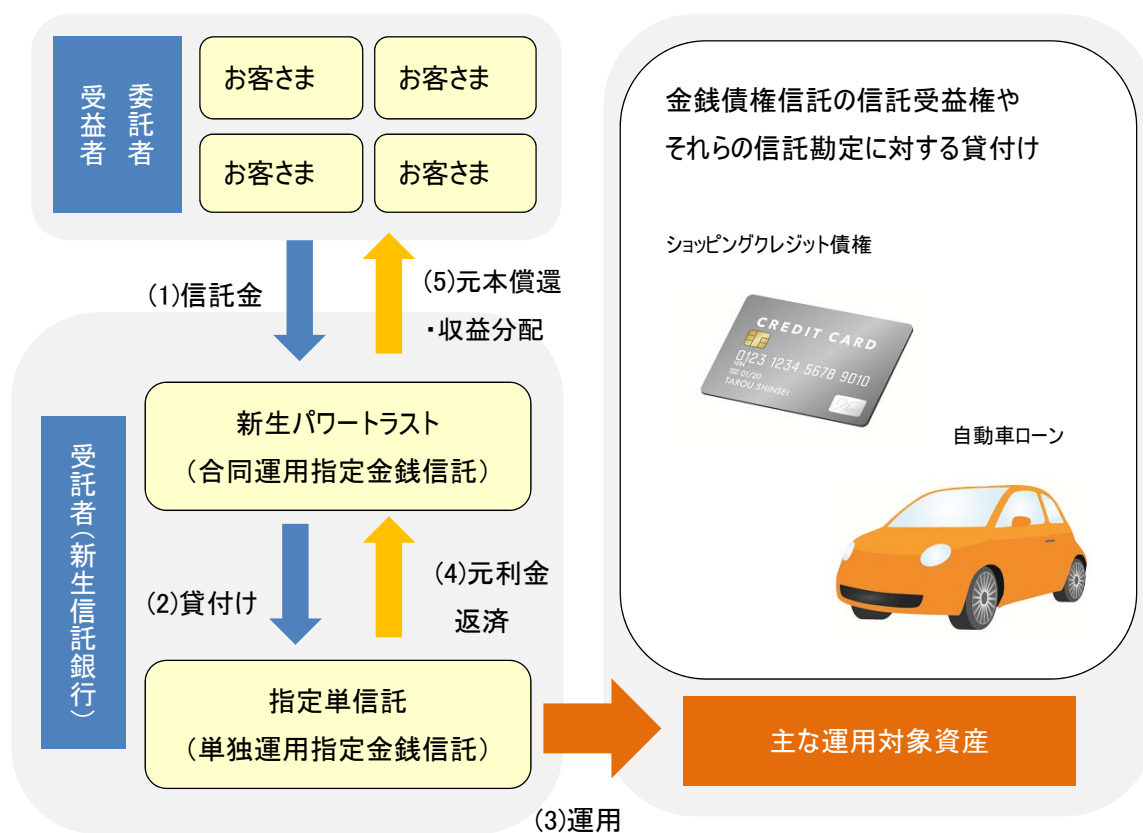 委託者
受益者
お客さま
お客さま
お客さま
お客さま
(1)信託金
(5)元本償還
・収益分配
受託者(新生信託銀行)
新生パワートラスト
(合同運用指定金銭信託)
(2)貸付け
(4)元利金
返済
指定単信託
(単独運用指定金銭信託)
(3)運用
金銭債権信託の信託受益権や
それらの信託勘定に対する貸付け
ショッピングクレジット債権
CREDIT CARD
0123 1234 5678 9010
1234
01/20
TAROU SHINSEI
自動車ローン
主な運用対象資産